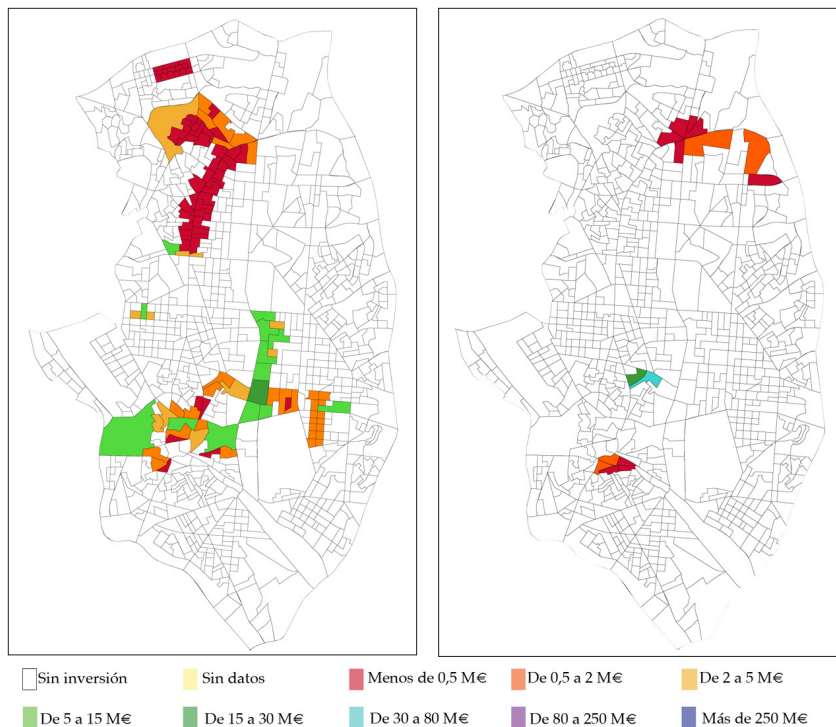 Sin inversión Sin datos Menos de 0,5 M€ De 0,5 a 2 M€ De 2 a 5 M€
De 5 a 15 M€ De 15 a 30 M€ De 30 a 80 M€ De 80 a 250 M€ Más de 250 M€